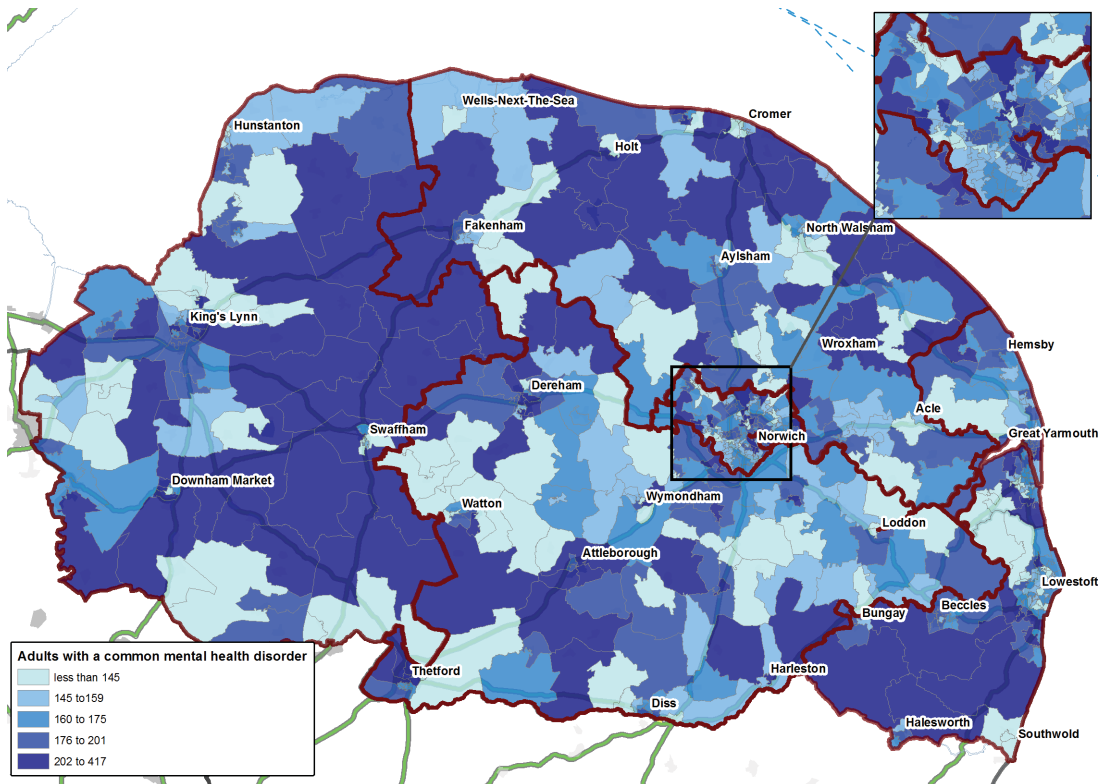 Wells-Next-The-Sea
Cromer
Hunstanton
Holt
Fakenham
North Walsham
Aylsham
King's Lynn
Wroxham
Hemsby
Dereham
Acle
Swaffham
Norwich
Great Yarmouth
Downham Market
Wymondham
Watton
Loddon
Attleborough
Lowestoft
Beccles
Bungay
Thetford
Harleston
Diss
Halesworth
Southwold
Adults with a common mental health disorder
less than 145
145 to159
160 to 175
176 to 201
202 to 417